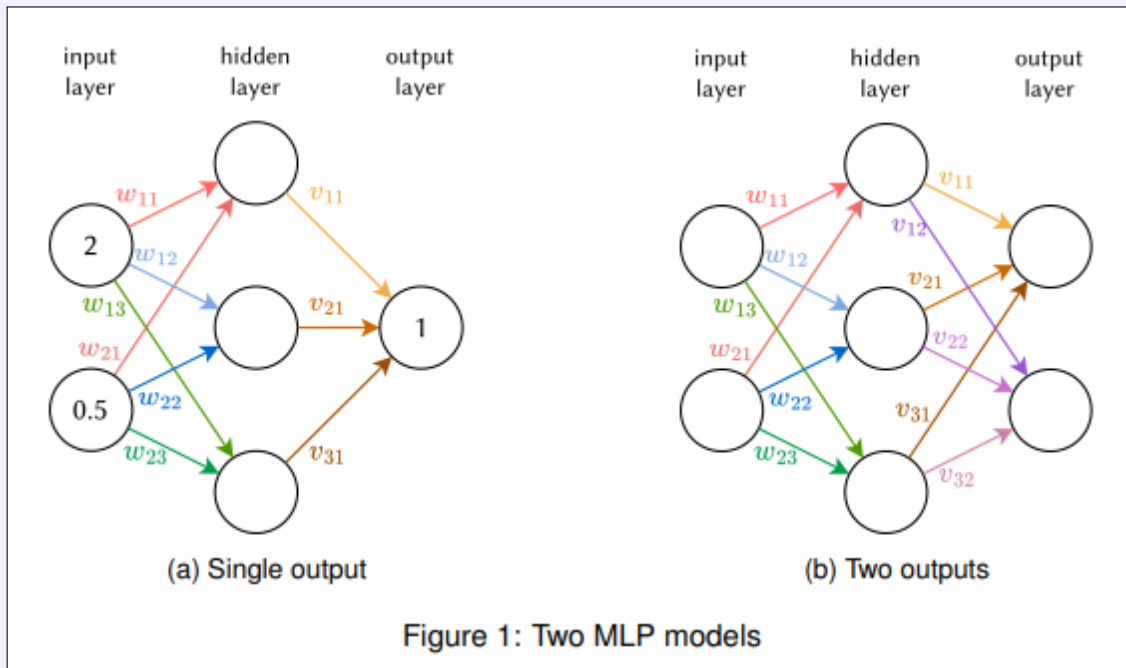 input layer
hidden layer
output layer
w11
v11
2
w12
w13
v21
1
w21
0.5
w22
w23
v31
(a) Single output
input layer
hidden layer
output layer
w11
v11
v12
w12
v21
w13
v22
w21
w22
v31
w23
v32
(b) Two outputs
Figure 1: Two MLP models